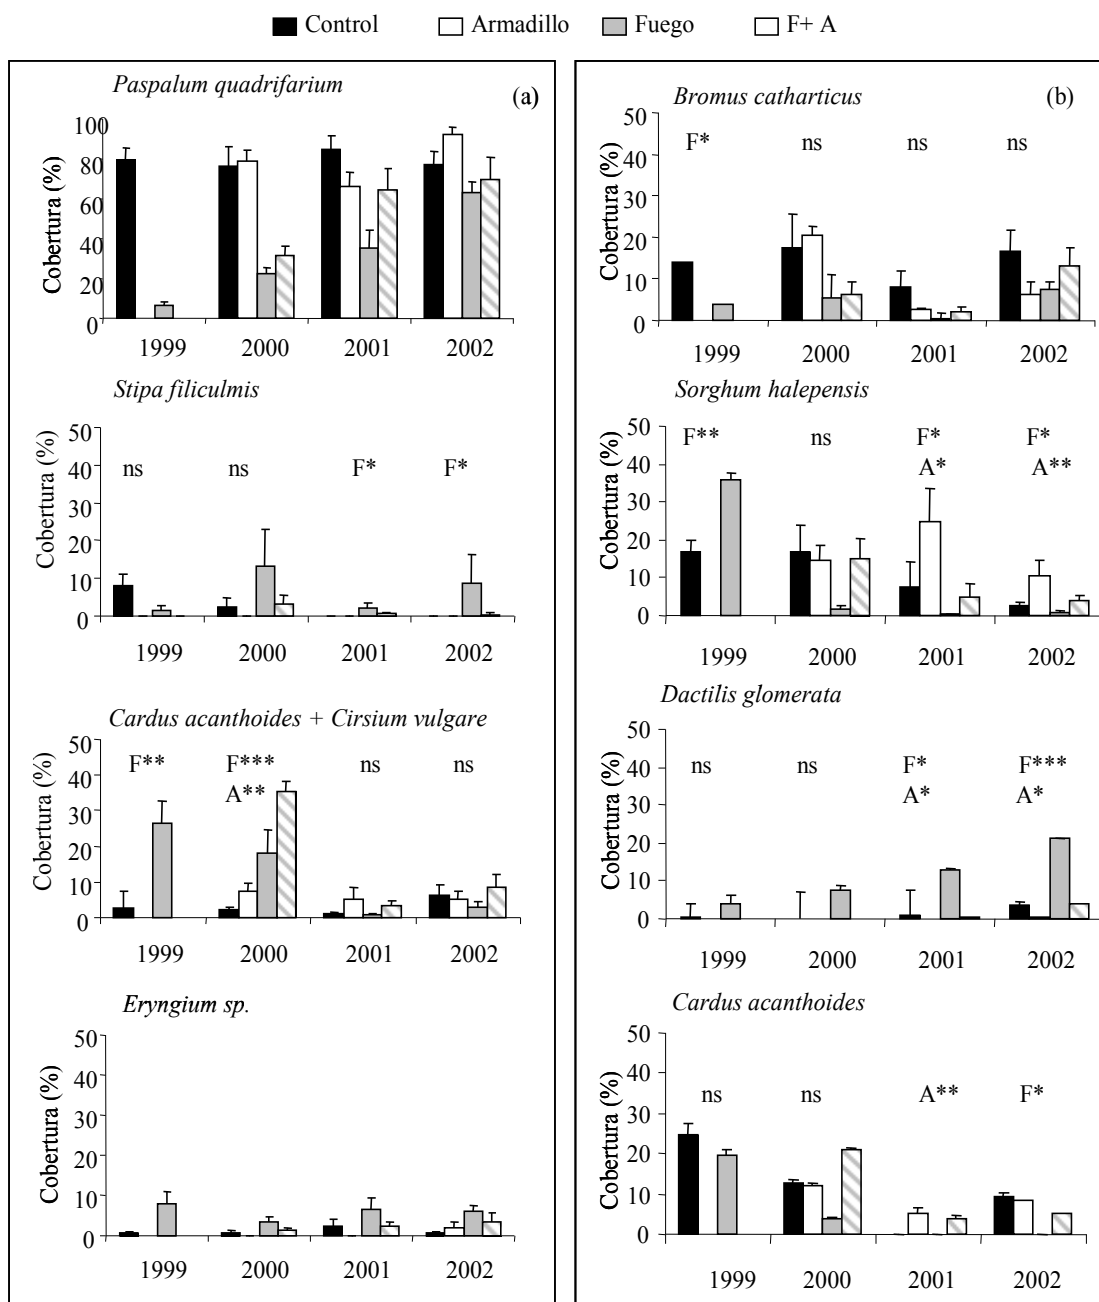 Control Armadillo Fuego F+ A
Paspalum quadrifarium (a)
Cobertura (%)
100
80
60
40
20
0
1999 2000 2001 2002
Stipa filiculmis
Cobertura (%)
50
40
30
20
10
0
ns ns F* F*
1999 2000 2001 2002
Cardus acanthoides + Cirsium vulgare
Cobertura (%)
50
40
30
20
10
0
F** F*** ns ns
A**
1999 2000 2001 2002
Eryngium sp.
Cobertura (%)
50
40
30
20
10
0
1999 2000 2001 2002
Bromus catharticus (b)
Cobertura (%)
50
40
30
20
10
0
F* ns ns ns
1999 2000 2001 2002
Sorghum halepensis
Cobertura (%)
50
40
30
20
10
0
F** ns F* F*
A* A**
1999 2000 2001 2002
Dactilis glomerata
Cobertura (%)
50
40
30
20
10
0
ns ns F* F***
A* A*
1999 2000 2001 2002
Cardus acanthoides
Cobertura (%)
50
40
30
20
10
0
ns ns A** F*
1999 2000 2001 2002